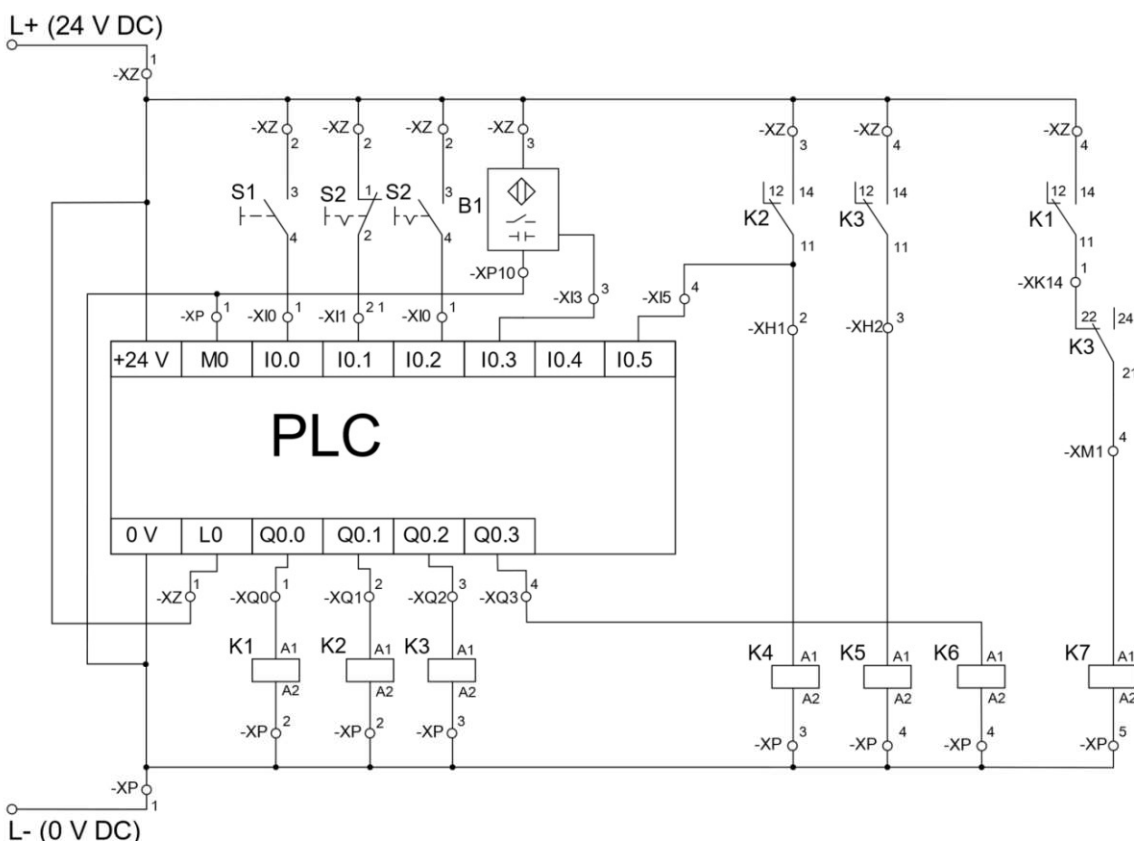 L+ (24 V DC)
-XZ 1
-XZ 2 -XZ 2 -XZ 2 -XZ 3 -XZ 3 -XZ 4 -XZ 4
S1 3 4
S2 1 2
S2 3 4
B1
K2 12 14 11
K3 12 14 11
K1 12 14 11
-XK14 1
K3 22 24 21
-XP10
-XP 1 -XI0 1 -XI1 2 1 -XI0 1 -XI3 3 -XI5 4 -XH1 2 -XH2 3
+24 V M0 I0.0 I0.1 I0.2 I0.3 I0.4 I0.5
PLC
-XM1 4
0 V L0 Q0.0 Q0.1 Q0.2 Q0.3
-XZ 1 -XQ0 1 -XQ1 2 -XQ2 3 -XQ3 4
K1 A1 A2
K2 A1 A2
K3 A1 A2
K4 A1 A2
K5 A1 A2
K6 A1 A2
K7 A1 A2
-XP 2 -XP 2 -XP 3 -XP 3 -XP 4 -XP 4 -XP 5
-XP 1
L- (0 V DC)